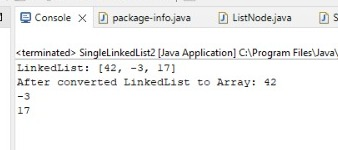 Console package-info.java ListNode.java S
<terminated> SingleLinkedList2 [Java Application] C:\Program Files\Java\
LinkedList: [42, -3, 17]
After converted LinkedList to Array: 42
-3
17